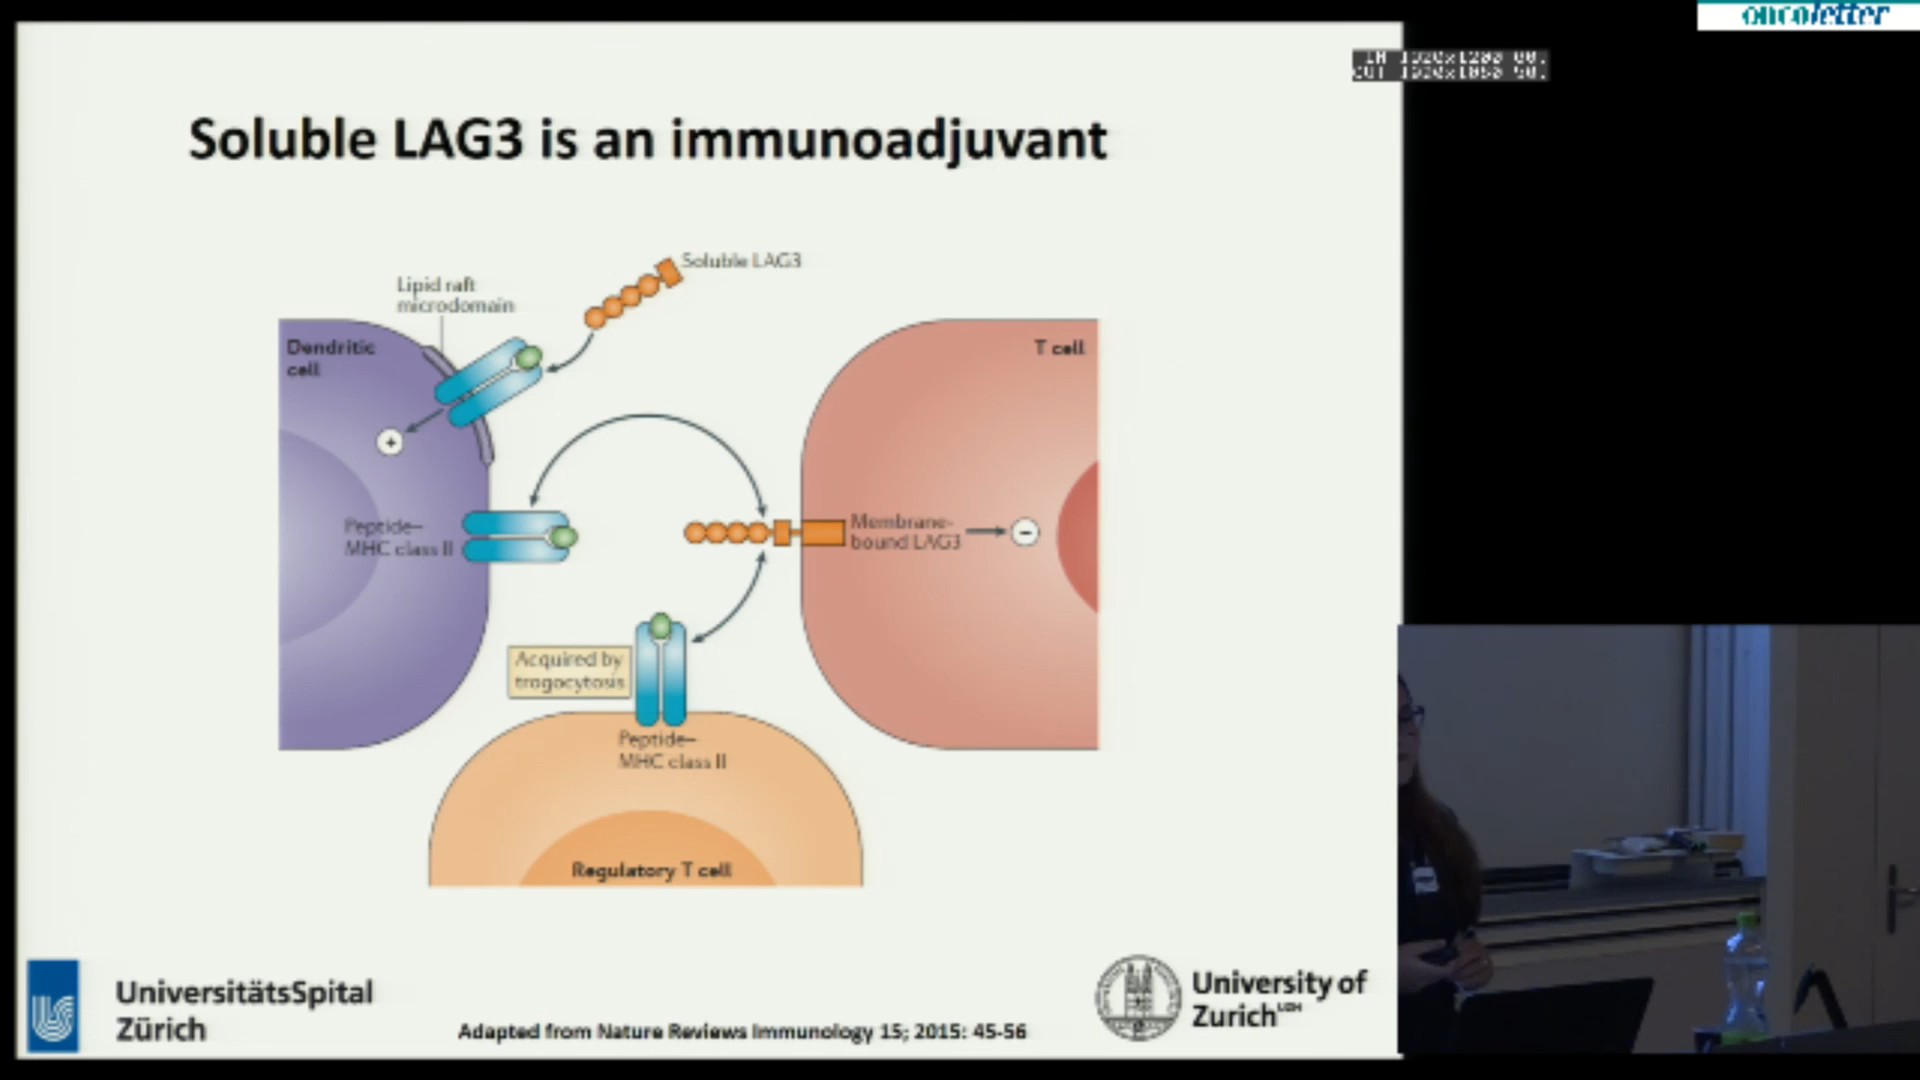 oncoletter
Soluble LAG3 is an immunoadjuvant
Soluble LAG3
Lipid raft
microdomain
Dendritic
cell
T cell
+
Peptide–
MHC class II
Membrane-
bound LAG3
−
Acquired by
trogocytosis
Peptide–
MHC class II
Regulatory T cell
UniversitätsSpital
Zürich
Adapted from Nature Reviews Immunology 15; 2015: 45-56
University of
Zurich